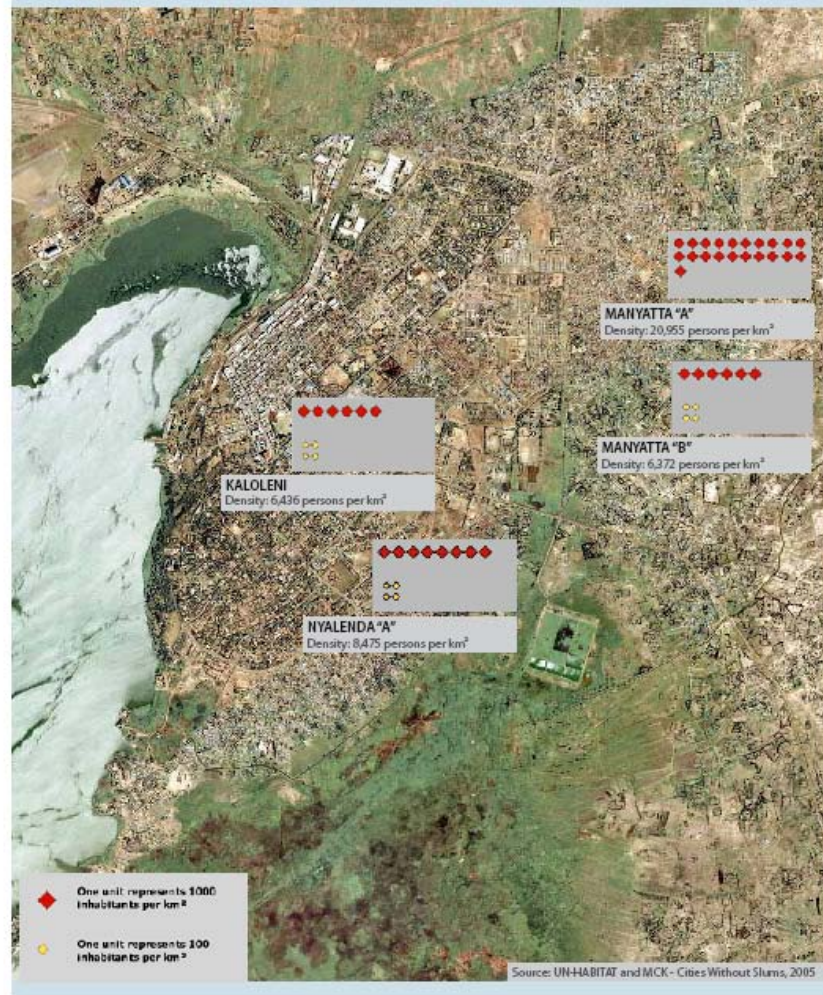 MANYATTA "A"
Density: 20,955 persons per km²
MANYATTA "B"
Density: 6,372 persons per km²
KALOLENI
Density: 6,436 persons per km²
NYALENDA "A"
Density: 8,475 persons per km²
One unit represents 1000
inhabitants per km²
One unit represents 100
inhabitants per km²
Source: UN-HABITAT and MCK - Cities Without Slums, 2005